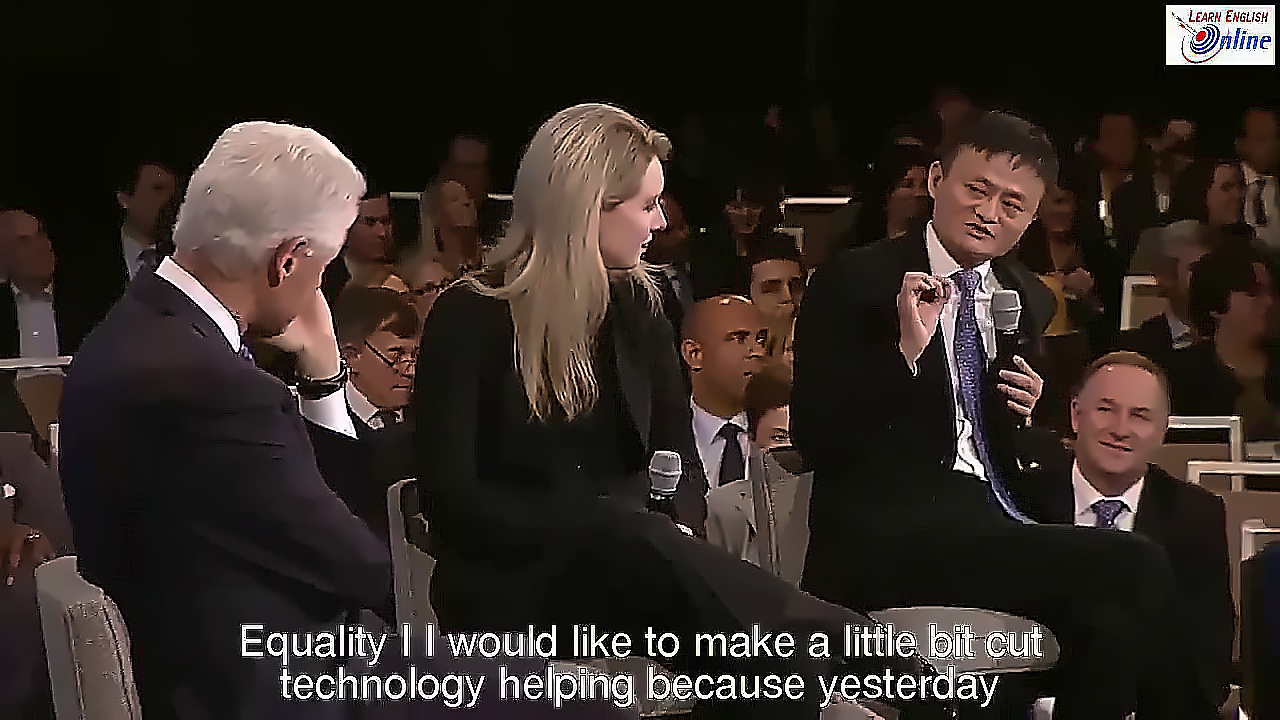 LEARN ENGLISH
Online
Equality I I would like to make a little bit cut
technology helping because yesterday